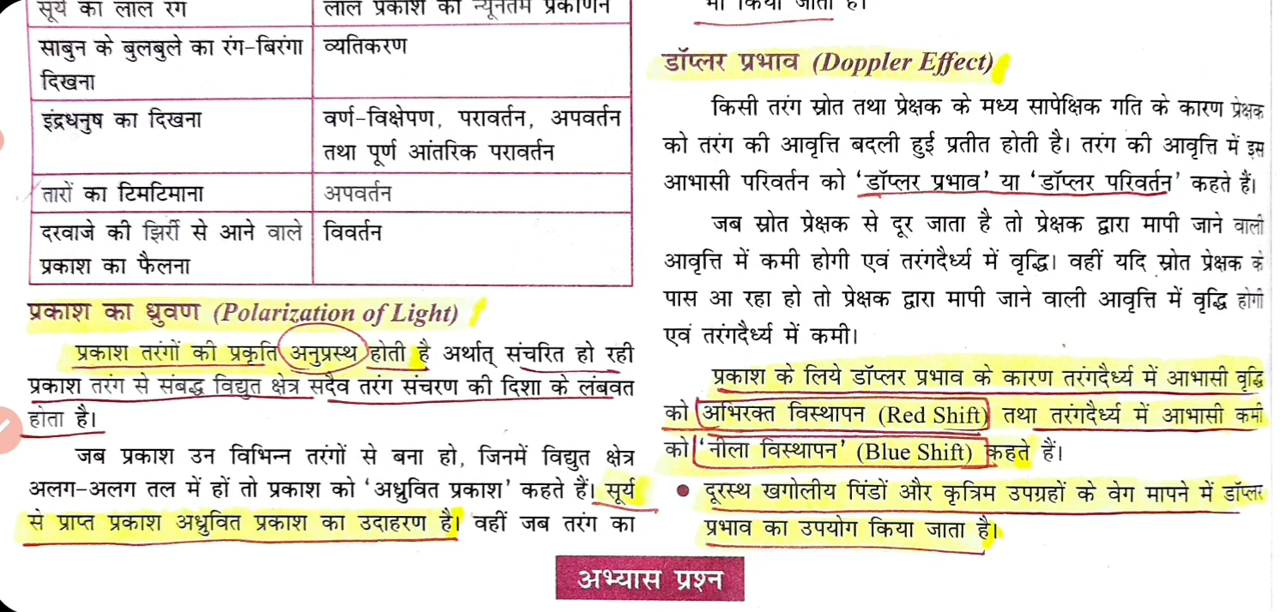 सूर्य का लाल रंग
लाल प्रकाश का न्यूनतम प्रकीर्णन
साबुन के बुलबुले का रंग-बिरंगा
दिखना
व्यतिकरण
इंद्रधनुष का दिखना
वर्ण-विक्षेपण, परावर्तन, अपवर्तन
तथा पूर्ण आंतरिक परावर्तन
तारों का टिमटिमाना
अपवर्तन
दरवाजे की झिर्री से आने वाले
प्रकाश का फैलना
विवर्तन
प्रकाश का ध्रुवण (Polarization of Light)
प्रकाश तरंगों की प्रकृति अनुप्रस्थ होती है अर्थात् संचरित हो रही
प्रकाश तरंग से संबद्ध विद्युत क्षेत्र सदैव तरंग संचरण की दिशा के लंबवत
होता है।
जब प्रकाश उन विभिन्न तरंगों से बना हो, जिनमें विद्युत क्षेत्र
अलग-अलग तल में हों तो प्रकाश को ‘अध्रुवित प्रकाश’ कहते हैं। सूर्य
से प्राप्त प्रकाश अध्रुवित प्रकाश का उदाहरण है। वहीं जब तरंग का
भी किया जाता है।
डॉप्लर प्रभाव (Doppler Effect)
किसी तरंग स्रोत तथा प्रेक्षक के मध्य सापेक्षिक गति के कारण प्रेक्षक
को तरंग की आवृत्ति बदली हुई प्रतीत होती है। तरंग की आवृत्ति में इस
आभासी परिवर्तन को ‘डॉप्लर प्रभाव’ या ‘डॉप्लर परिवर्तन’ कहते हैं।
जब स्रोत प्रेक्षक से दूर जाता है तो प्रेक्षक द्वारा मापी जाने वाली
आवृत्ति में कमी होगी एवं तरंगदैर्ध्य में वृद्धि। वहीं यदि स्रोत प्रेक्षक के
पास आ रहा हो तो प्रेक्षक द्वारा मापी जाने वाली आवृत्ति में वृद्धि होगी
एवं तरंगदैर्ध्य में कमी।
प्रकाश के लिये डॉप्लर प्रभाव के कारण तरंगदैर्ध्य में आभासी वृद्धि
को अभिरक्त विस्थापन (Red Shift) तथा तरंगदैर्ध्य में आभासी कमी
को ‘नीला विस्थापन’ (Blue Shift) कहते हैं।
• दूरस्थ खगोलीय पिंडों और कृत्रिम उपग्रहों के वेग मापने में डॉप्लर
प्रभाव का उपयोग किया जाता है।
अभ्यास प्रश्न